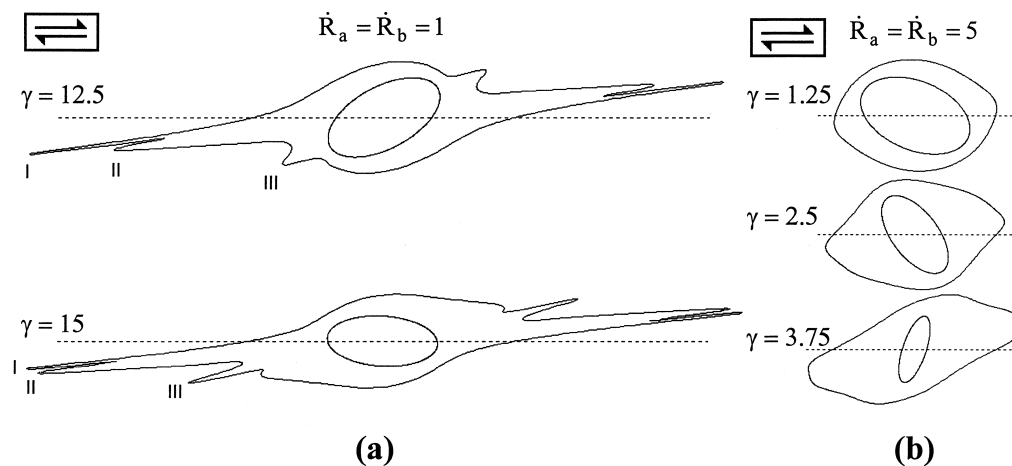 Ṙa = Ṙb = 1
γ = 12.5
I
II
III
γ = 15
I
II
III
(a)
Ṙa = Ṙb = 5
γ = 1.25
γ = 2.5
γ = 3.75
(b)